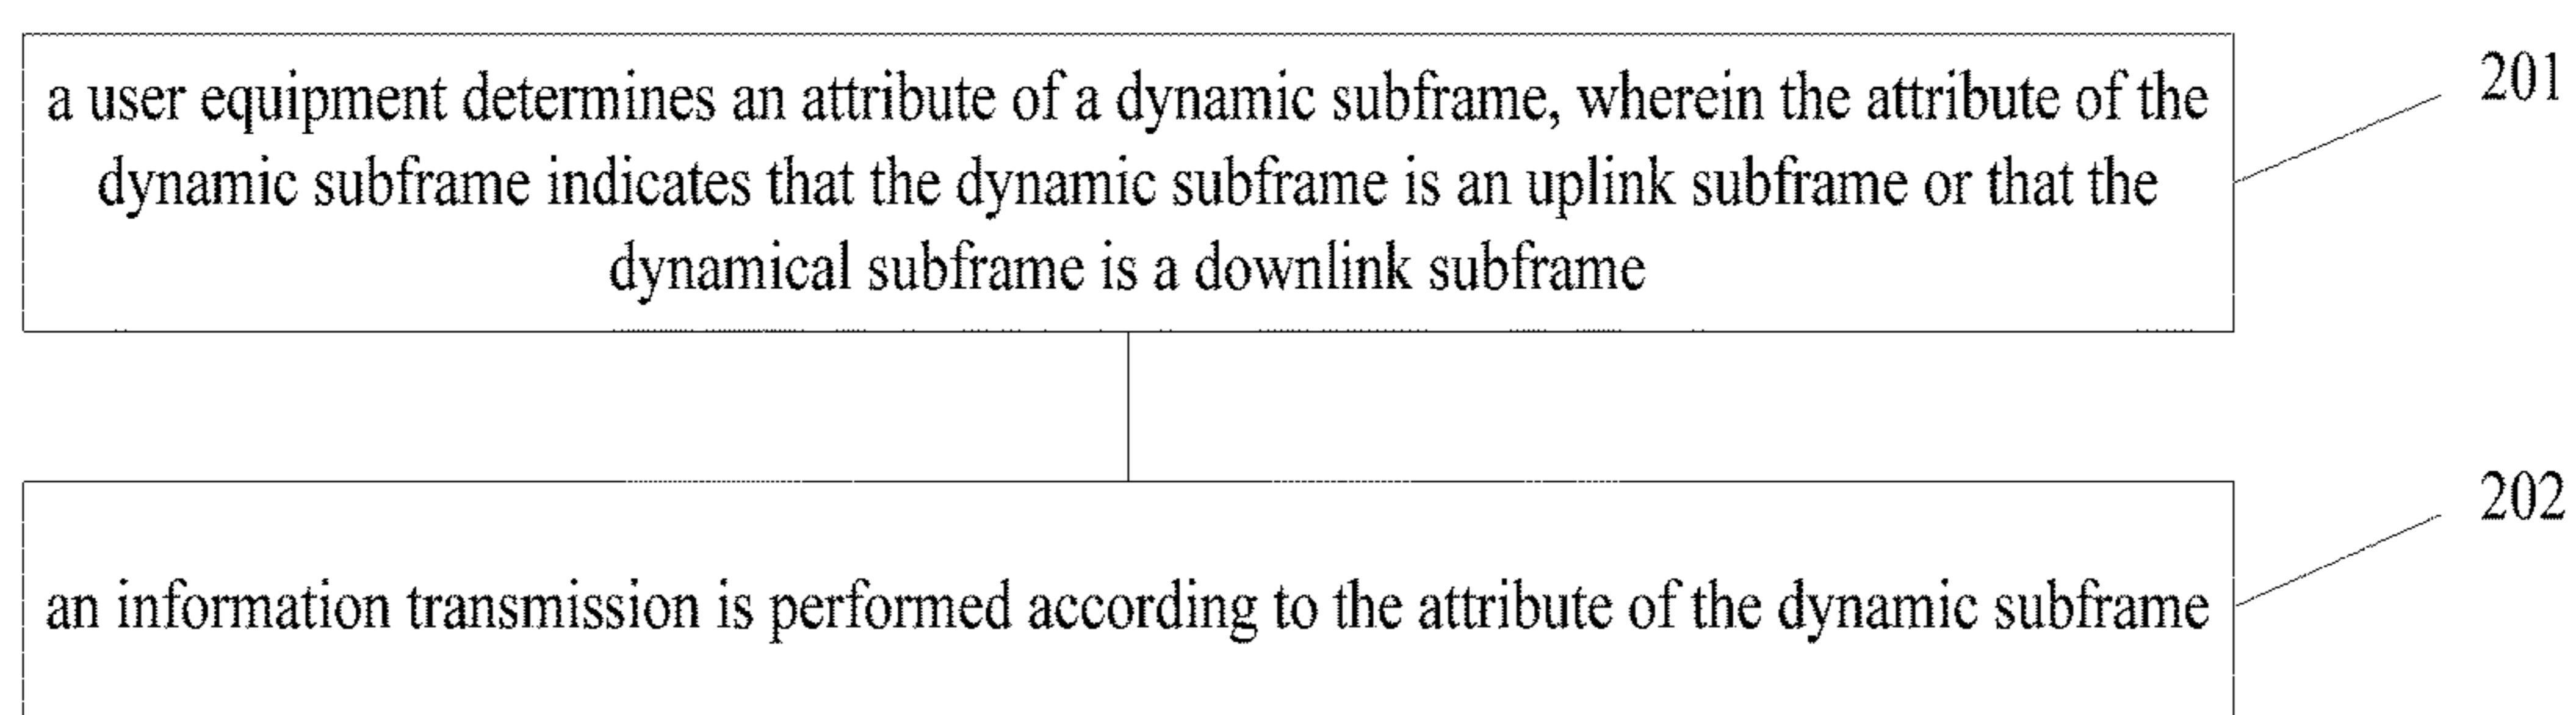 a user equipment determines an attribute of a dynamic subframe, wherein the attribute of the
dynamic subframe indicates that the dynamic subframe is an uplink subframe or that the
dynamical subframe is a downlink subframe
201
an information transmission is performed according to the attribute of the dynamic subframe
202